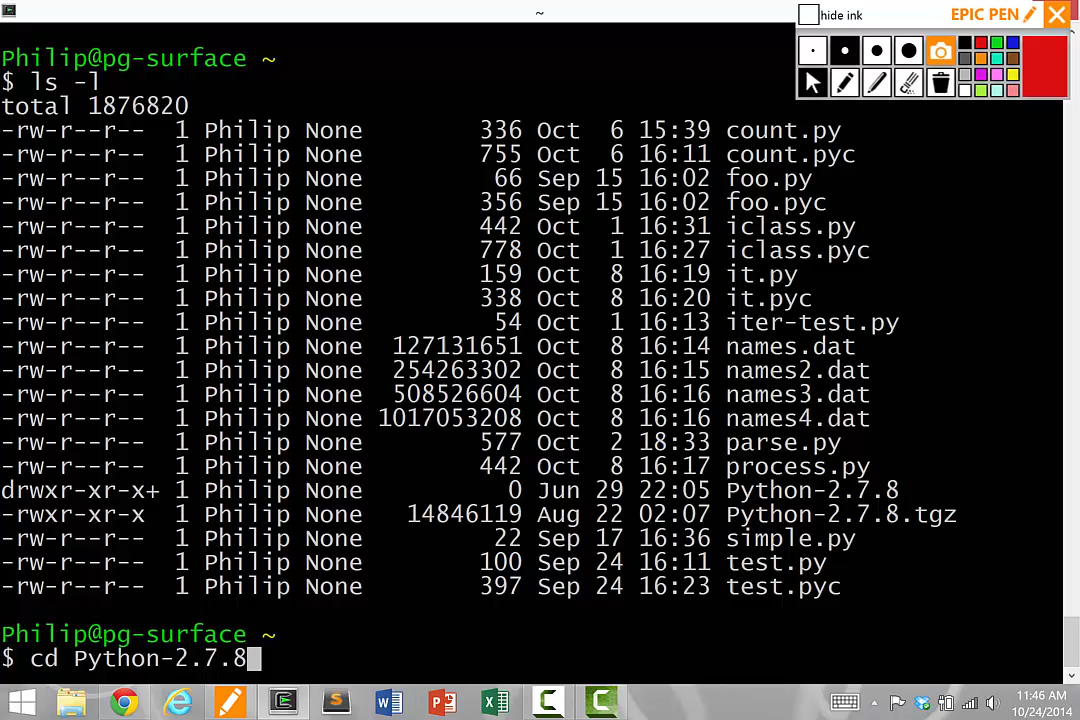 ~
hide ink
EPIC PEN
Philip@pg-surface ~
$ ls -l
total 1876820
-rw-r--r-- 1 Philip None 336 Oct 6 15:39 count.py
-rw-r--r-- 1 Philip None 755 Oct 6 16:11 count.pyc
-rw-r--r-- 1 Philip None 66 Sep 15 16:02 foo.py
-rw-r--r-- 1 Philip None 356 Sep 15 16:02 foo.pyc
-rw-r--r-- 1 Philip None 442 Oct 1 16:31 iclass.py
-rw-r--r-- 1 Philip None 778 Oct 1 16:27 iclass.pyc
-rw-r--r-- 1 Philip None 159 Oct 8 16:19 it.py
-rw-r--r-- 1 Philip None 338 Oct 8 16:20 it.pyc
-rw-r--r-- 1 Philip None 54 Oct 1 16:13 iter-test.py
-rw-r--r-- 1 Philip None 127131651 Oct 8 16:14 names.dat
-rw-r--r-- 1 Philip None 254263302 Oct 8 16:15 names2.dat
-rw-r--r-- 1 Philip None 508526604 Oct 8 16:16 names3.dat
-rw-r--r-- 1 Philip None 1017053208 Oct 8 16:16 names4.dat
-rw-r--r-- 1 Philip None 577 Oct 2 18:33 parse.py
-rw-r--r-- 1 Philip None 442 Oct 8 16:17 process.py
drwxr-xr-x+ 1 Philip None 0 Jun 29 22:05 Python-2.7.8
-rwxr-xr-x 1 Philip None 14846119 Aug 22 02:07 Python-2.7.8.tgz
-rw-r--r-- 1 Philip None 22 Sep 17 16:36 simple.py
-rw-r--r-- 1 Philip None 100 Sep 24 16:11 test.py
-rw-r--r-- 1 Philip None 397 Sep 24 16:23 test.pyc
Philip@pg-surface ~
$ cd Python-2.7.8
11:46 AM
10/24/2014